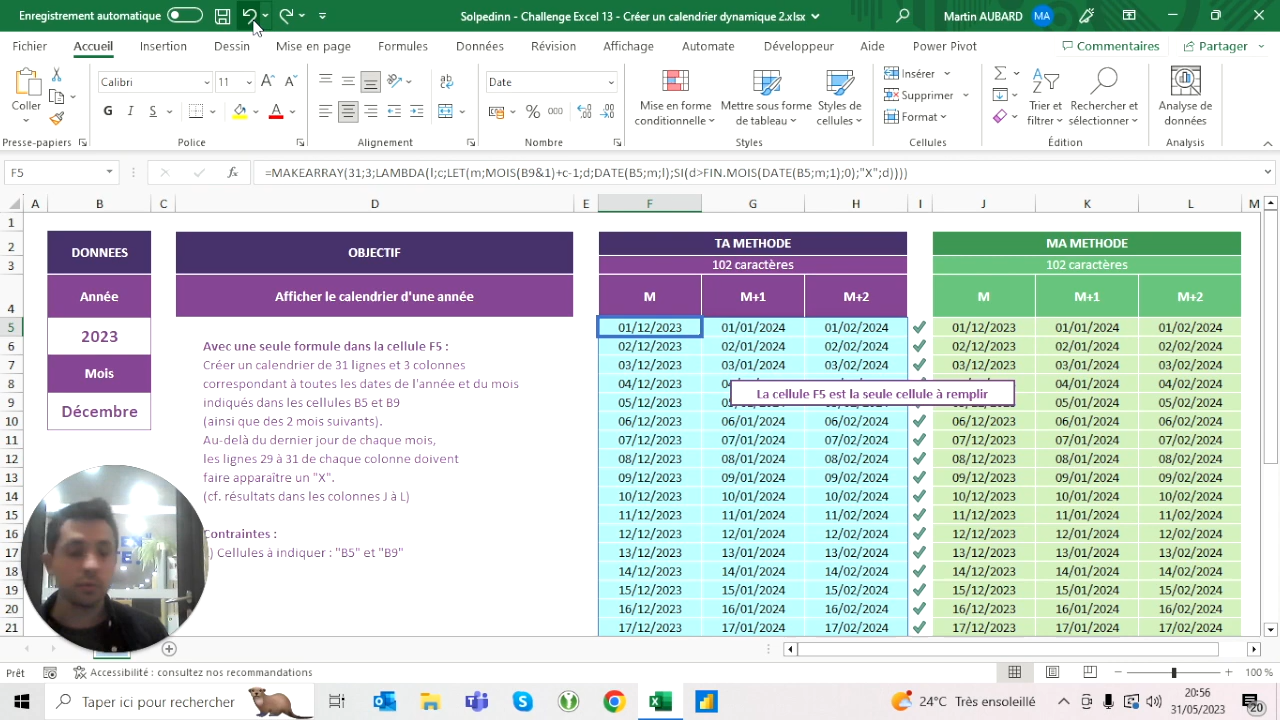 Enregistrement automatique
Solpedinn - Challenge Excel 13 - Créer un calendrier dynamique 2.xlsx
Martin AUBARD MA
Fichier Accueil Insertion Dessin Mise en page Formules Données Révision Affichage Automate Développeur Aide Power Pivot Commentaires Partager
Coller
Calibri 11
G I S
Date
% 000
Mise en forme conditionnelle
Mettre sous forme de tableau
Styles de cellules
Insérer
Supprimer
Format
Trier et filtrer
Rechercher et sélectionner
Analyse de données
Presse-papiers Police Alignement Nombre Styles Cellules Édition Analysis
F5 fx =MAKEARRAY(31;3;LAMBDA(l;c;LET(m;MOIS(B9&1)+c-1;d;DATE(B5;m;l);SI(d>FIN.MOIS(DATE(B5;m;1);0);"X";d))))
A B C D E F G H I J K L M
1
2 DONNEES OBJECTIF TA METHODE MA METHODE
3 102 caractères 102 caractères
4 Année Afficher le calendrier d'une année M M+1 M+2 M M+1 M+2
5 2023 01/12/2023 01/01/2024 01/02/2024 01/12/2023 01/01/2024 01/02/2024
6 Avec une seule formule dans la cellule F5 : 02/12/2023 02/01/2024 02/02/2024 02/12/2023 02/01/2024 02/02/2024
7 Mois Créer un calendrier de 31 lignes et 3 colonnes 03/12/2023 03/01/2024 03/02/2024 03/12/2023 03/01/2024 03/02/2024
8 correspondant à toutes les dates de l'année et du mois 04/12/2023 04/01/2024 04/02/2024
La cellule F5 est la seule cellule à remplir
9 Décembre indiqués dans les cellules B5 et B9 05/12/2023 05/01/2024 05/02/2024
10 (ainsi que des 2 mois suivants). 06/12/2023 06/01/2024 06/02/2024 06/12/2023 06/01/2024 06/02/2024
11 Au-delà du dernier jour de chaque mois, 07/12/2023 07/01/2024 07/02/2024 07/12/2023 07/01/2024 07/02/2024
12 les lignes 29 à 31 de chaque colonne doivent 08/12/2023 08/01/2024 08/02/2024 08/12/2023 08/01/2024 08/02/2024
13 faire apparaître un "X". 09/12/2023 09/01/2024 09/02/2024 09/12/2023 09/01/2024 09/02/2024
14 (cf. résultats dans les colonnes J à L) 10/12/2023 10/01/2024 10/02/2024 10/12/2023 10/01/2024 10/02/2024
15 11/12/2023 11/01/2024 11/02/2024 11/12/2023 11/01/2024 11/02/2024
16 Contraintes : 12/12/2023 12/01/2024 12/02/2024 12/12/2023 12/01/2024 12/02/2024
17 ) Cellules à indiquer : "B5" et "B9" 13/12/2023 13/01/2024 13/02/2024 13/12/2023 13/01/2024 13/02/2024
18 14/12/2023 14/01/2024 14/02/2024 14/12/2023 14/01/2024 14/02/2024
19 15/12/2023 15/01/2024 15/02/2024 15/12/2023 15/01/2024 15/02/2024
20 16/12/2023 16/01/2024 16/02/2024 16/12/2023 16/01/2024 16/02/2024
21 17/12/2023 17/01/2024 17/02/2024 17/12/2023 17/01/2024 17/02/2024
Prêt Accessibilité : consultez nos recommandations 100 %
Taper ici pour rechercher 24°C Très ensoleillé 20:56
31/05/2023 20